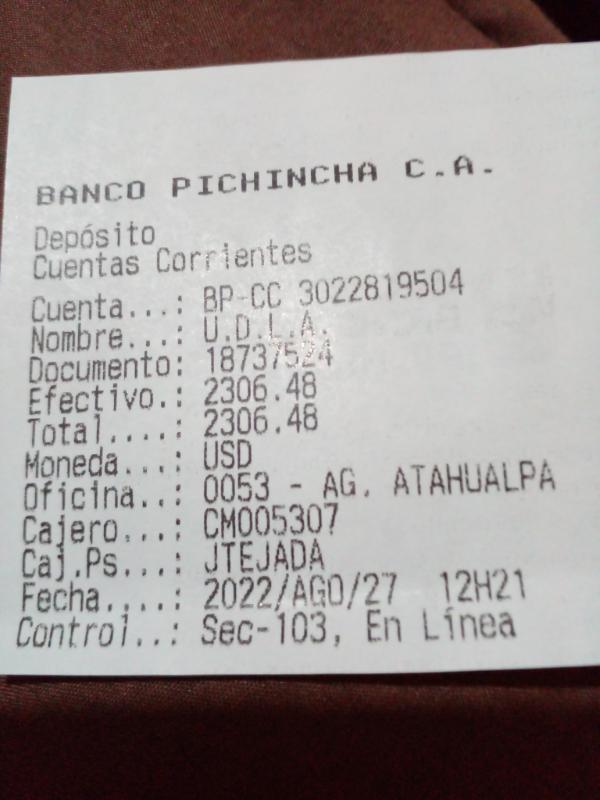 BANCO PICHINCHA C.A.
Depósito
Cuentas Corrientes
Cuenta...: BP-CC 3022819504
Nombre...: U.D.L.A.
Documento: 18737524
Efectivo.: 2306.48
Total....: 2306.48
Moneda...: USD
Oficina..: 0053 - AG. ATAHUALPA
Cajero...: CM005307
Caj.Ps...: JTEJADA
Fecha....: 2022/AGO/27 12H21
Control..: Sec-103, En Línea